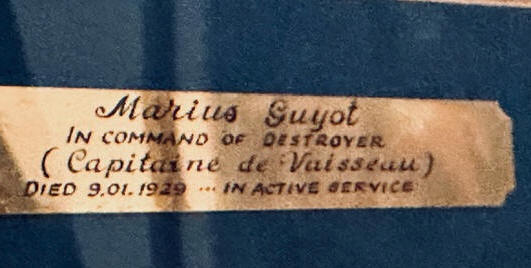 Marius Guyot
IN COMMAND OF DESTROYER
(Capitaine de Vaisseau)
DIED 9.01.1929 ... IN ACTIVE SERVICE